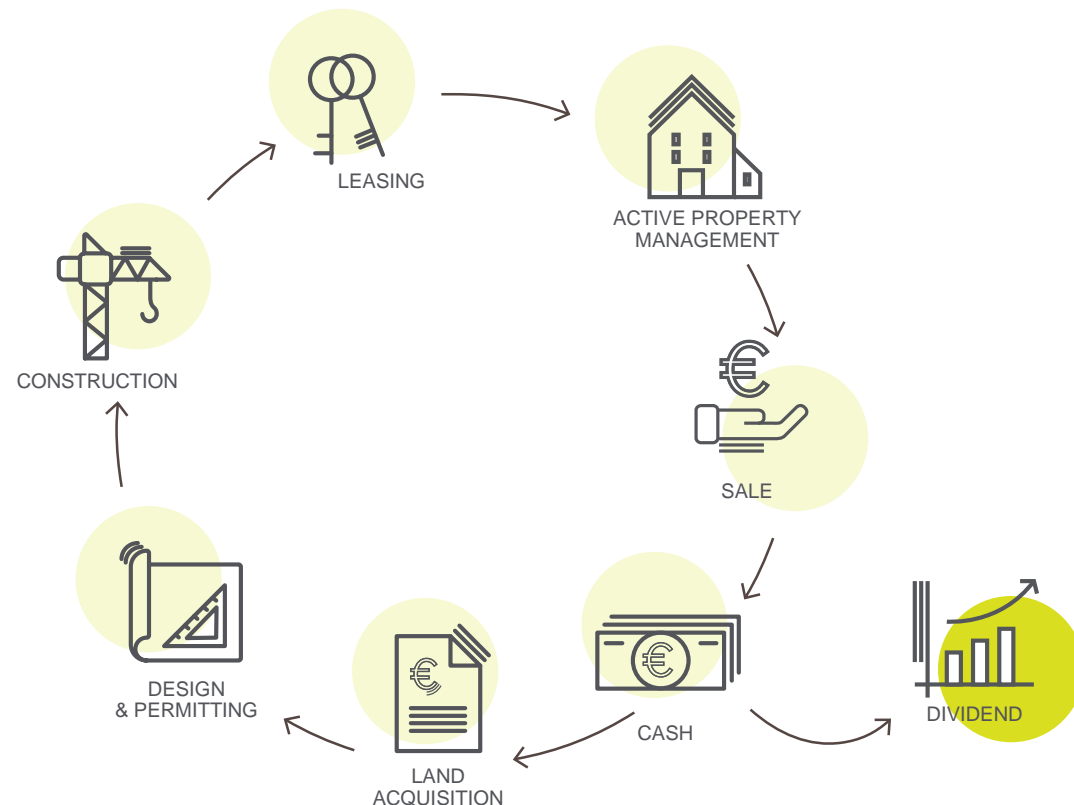 LEASING
ACTIVE PROPERTY
MANAGEMENT
CONSTRUCTION
€
SALE
€
€
DESIGN
& PERMITTING
DIVIDEND
CASH
LAND
ACQUISITION